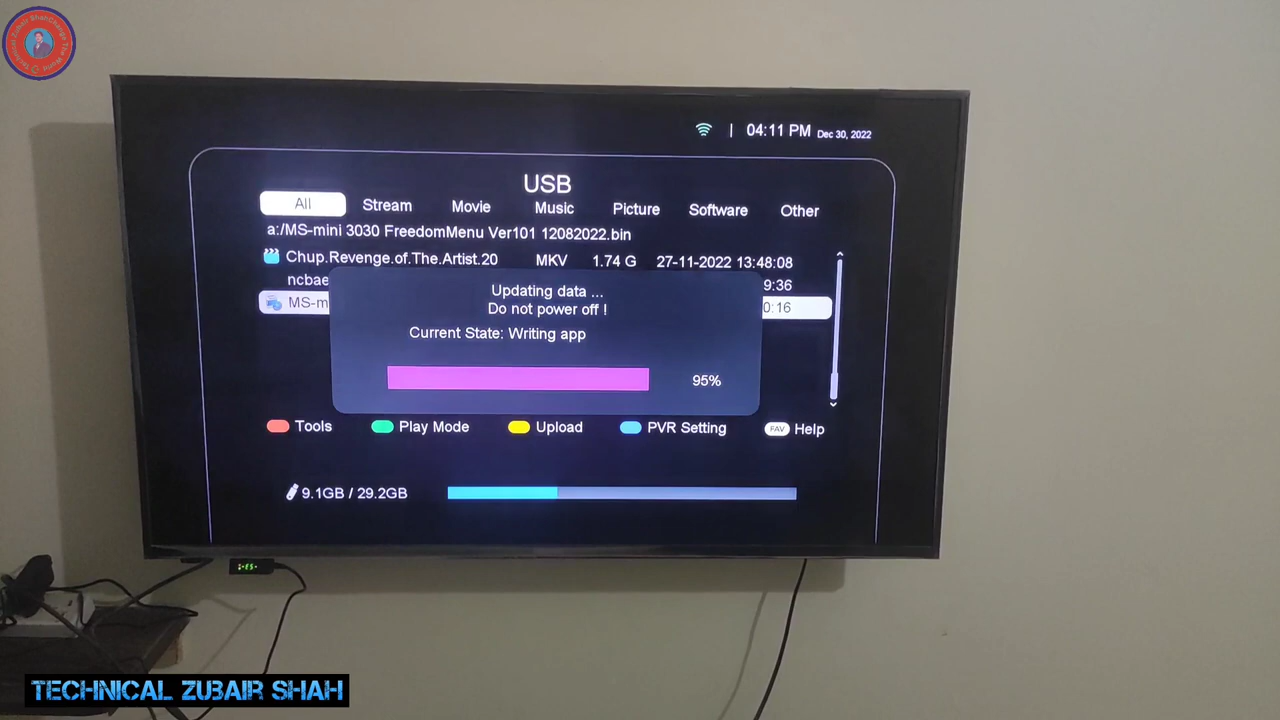 04:11 PM Dec 30, 2022
USB
All Stream Movie Music Picture Software Other
a:/MS-mini 3030 FreedomMenu Ver101 12082022.bin
Chup.Revenge.of.The.Artist.20 MKV 1.74 G 27-11-2022 13:48:08
ncbae 9:36
MS-m 0:16
Updating data ...
Do not power off !
Current State: Writing app
95%
Tools Play Mode Upload PVR Setting FAV Help
9.1GB / 29.2GB
TECHNICAL ZUBAIR SHAH